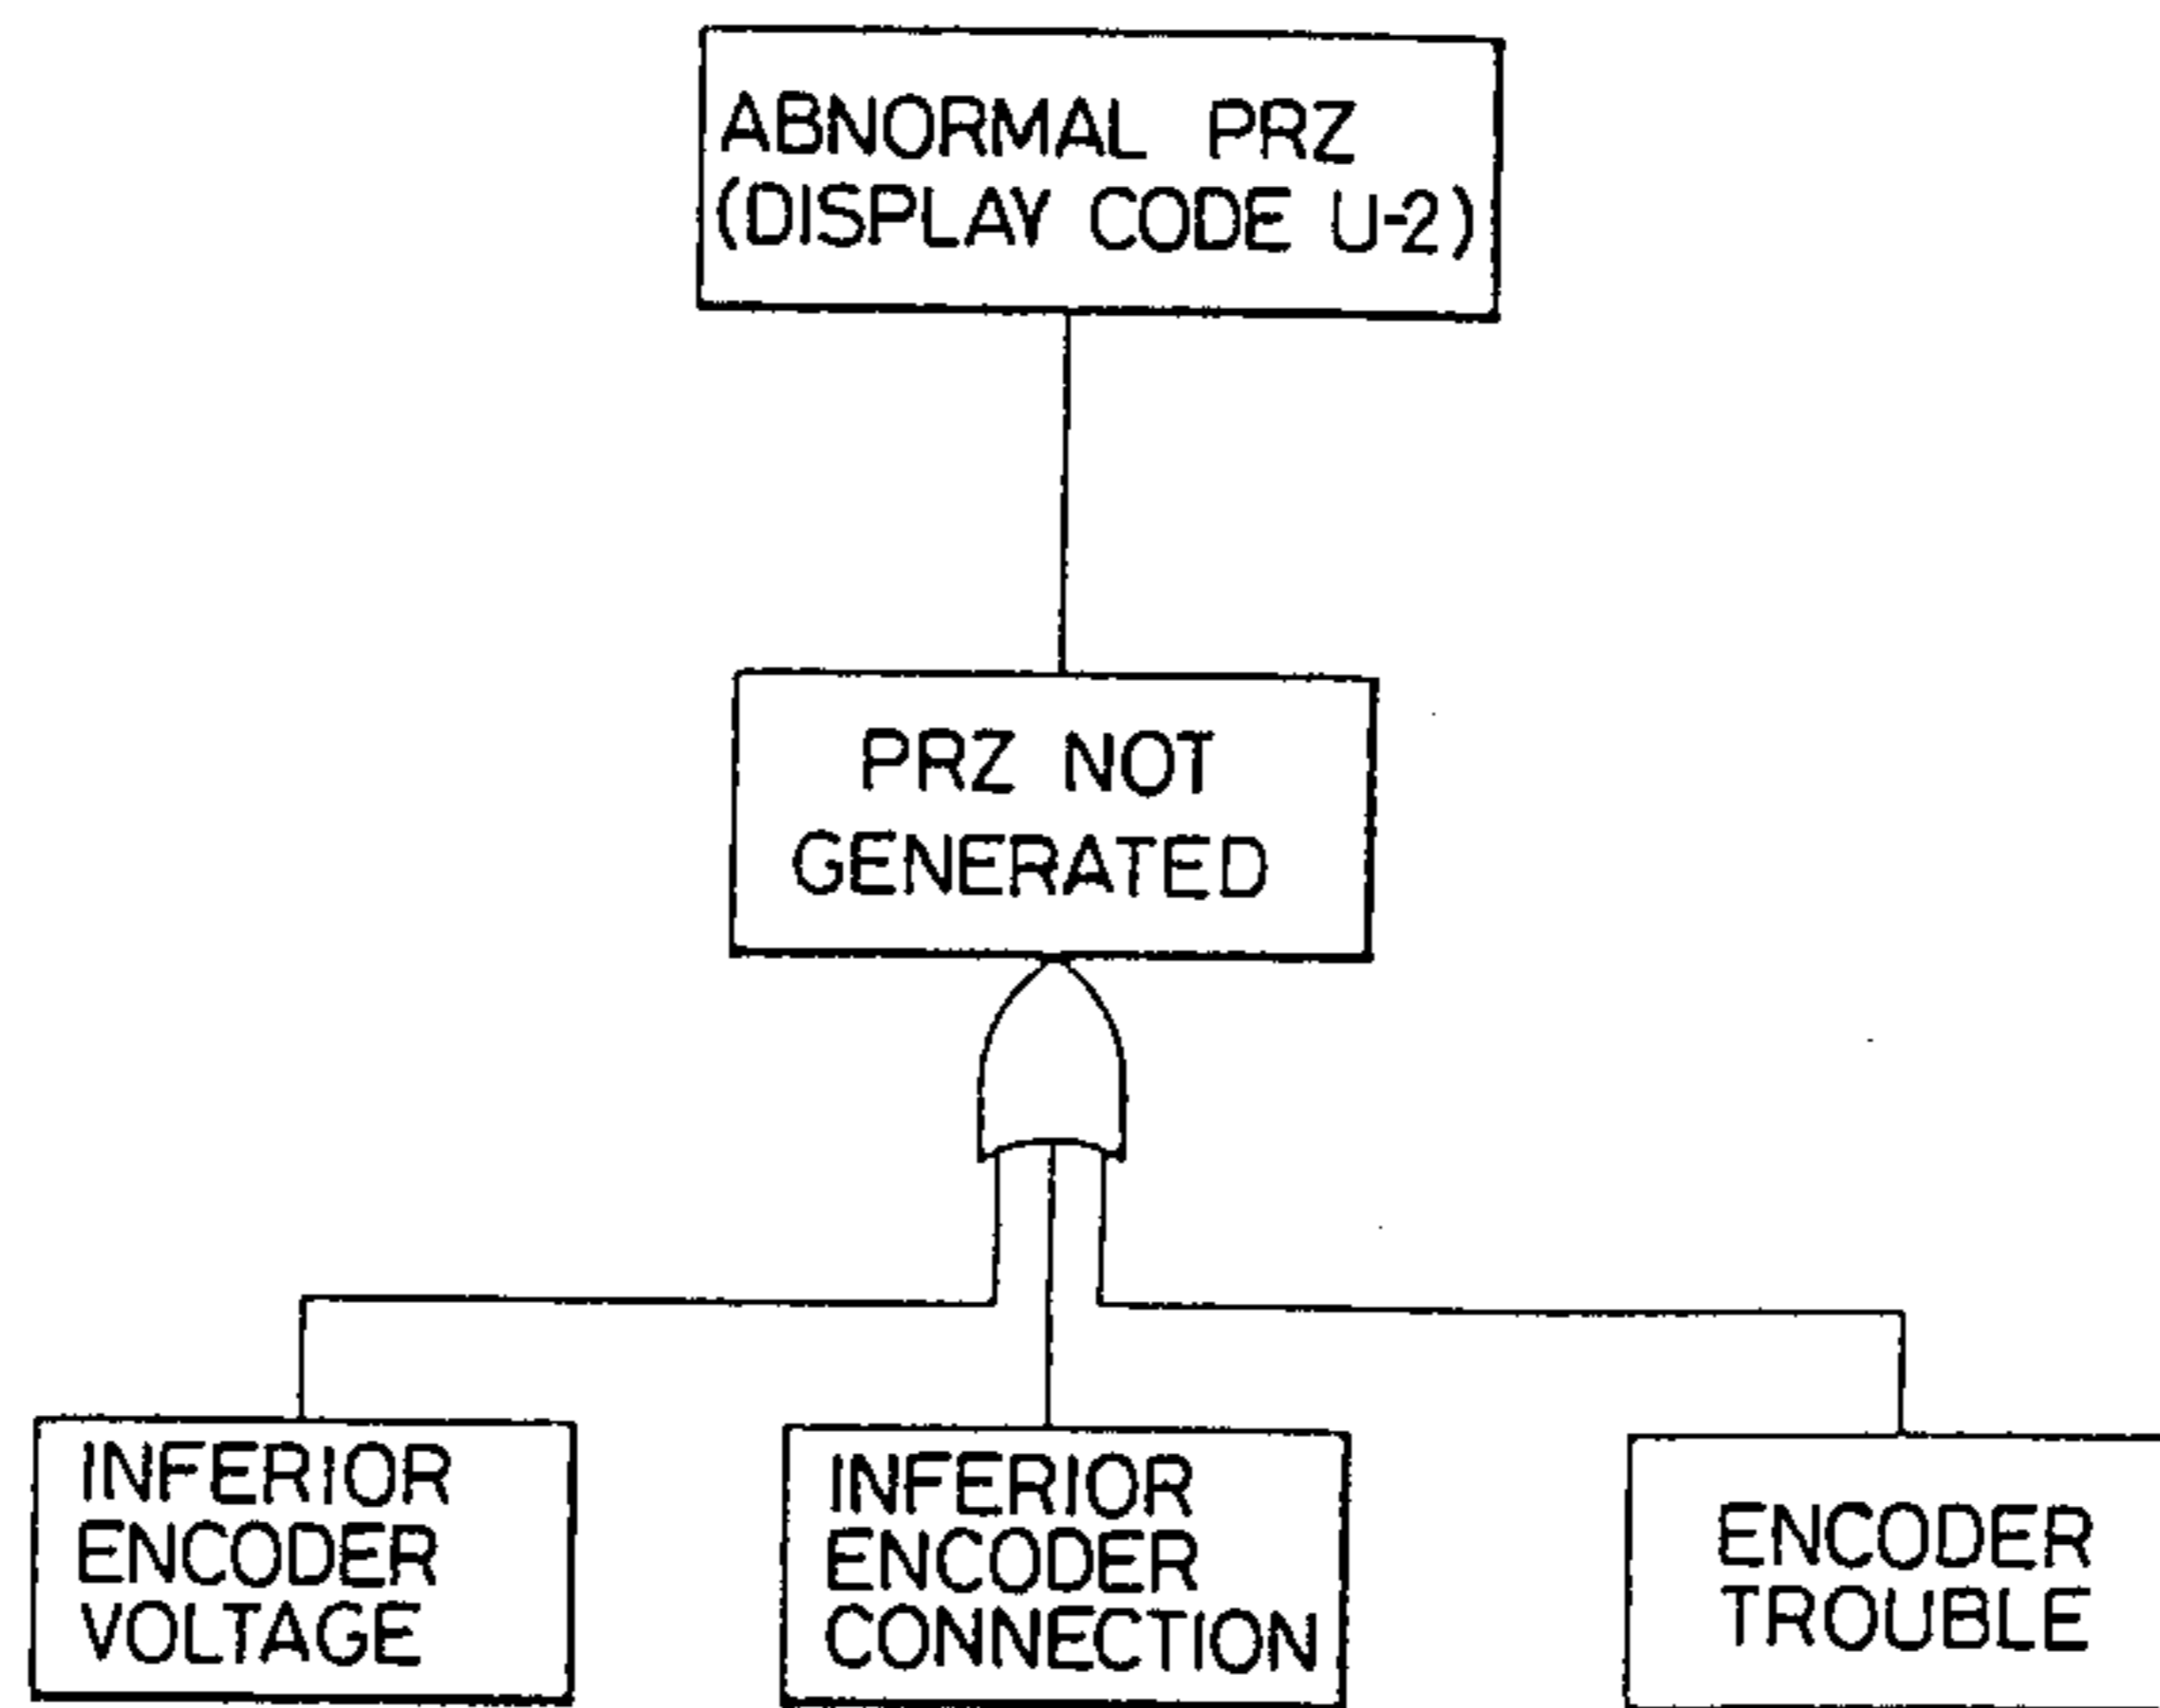 ABNORMAL PRZ
(DISPLAY CODE U-2)
PRZ NOT
GENERATED
INFERIOR
ENCODER
VOLTAGE
INFERIOR
ENCODER
CONNECTION
ENCODER
TROUBLE